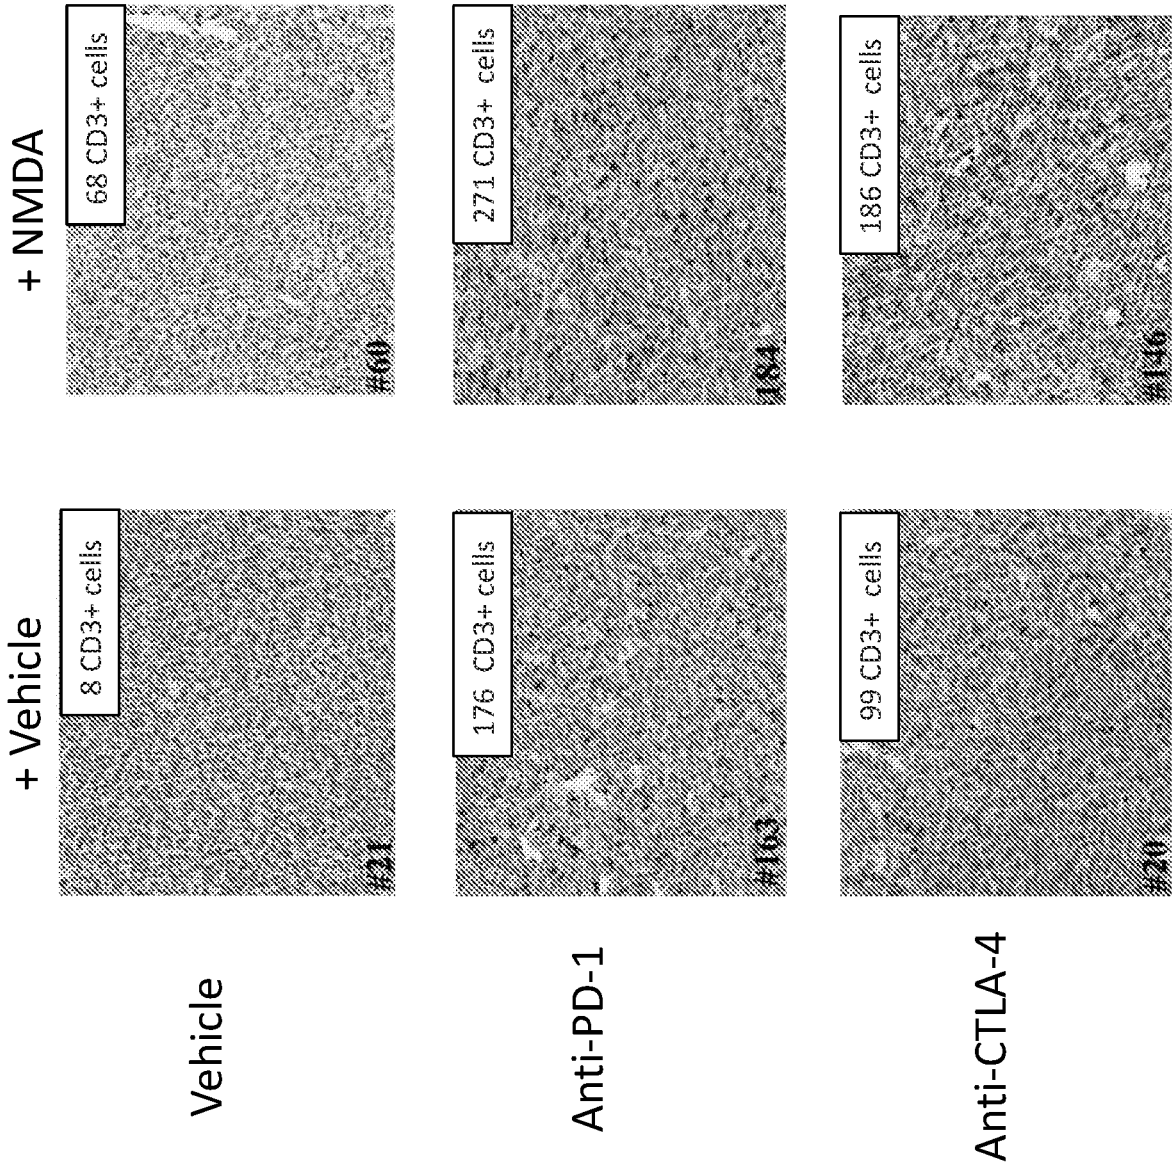 + Vehicle
+ NMDA
Vehicle
8 CD3+ cells
#21
68 CD3+ cells
#60
Anti-PD-1
176 CD3+ cells
#163
271 CD3+ cells
184
Anti-CTLA-4
99 CD3+ cells
#20
186 CD3+ cells
#146